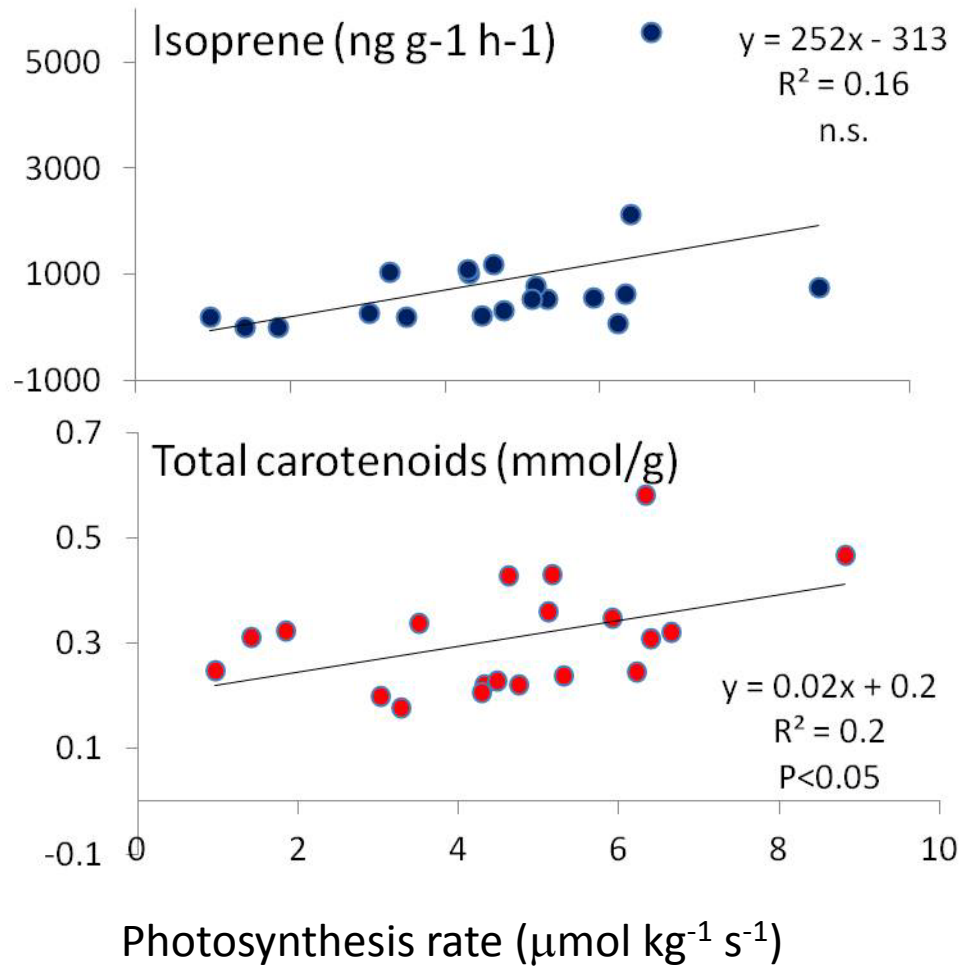 Isoprene (ng g-1 h-1)
y = 252x - 313
R² = 0.16
n.s.
5000
3000
1000
-1000
Total carotenoids (mmol/g)
0.7
0.5
0.3
0.1
-0.1
y = 0.02x + 0.2
R² = 0.2
P<0.05
0 2 4 6 8 10
Photosynthesis rate (μmol kg⁻¹ s⁻¹)